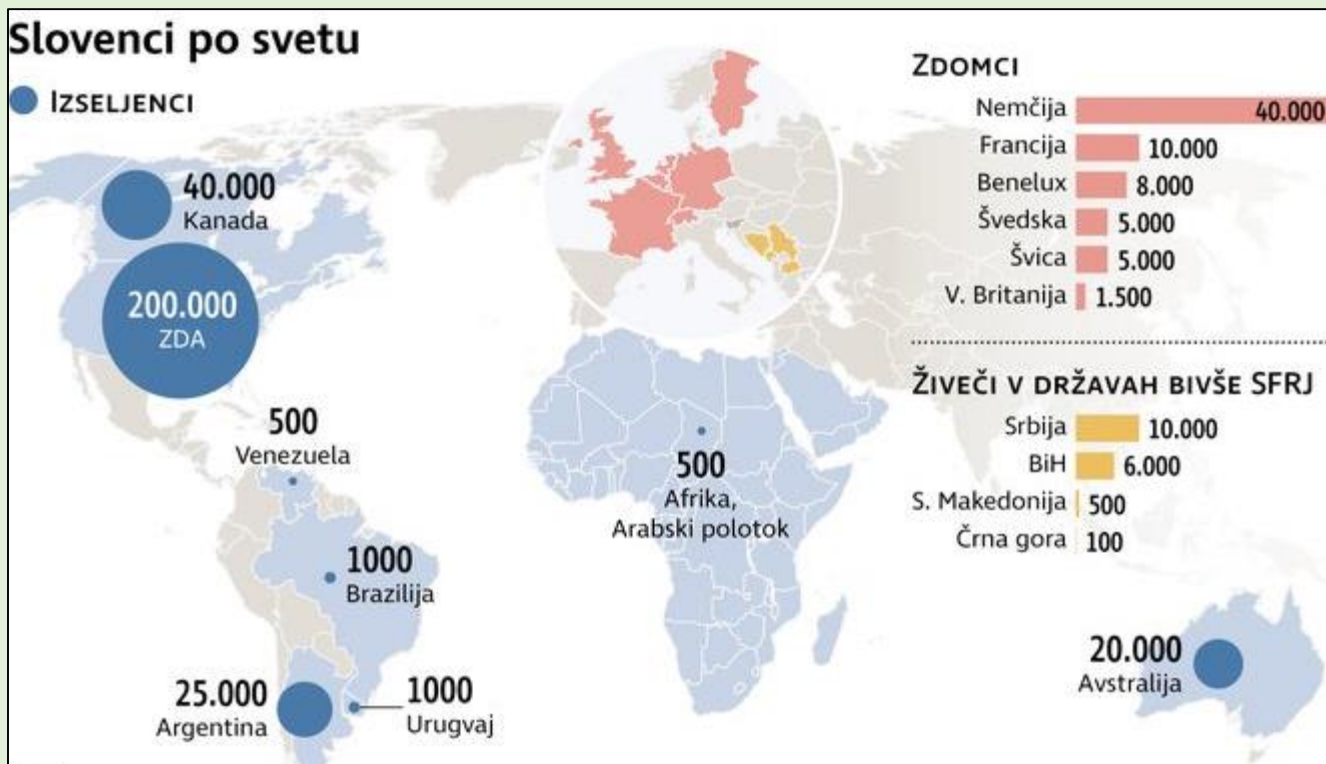 Slovenci po svetu
IZSELJENCI
40.000
Kanada
200.000
ZDA
500
Venezuela
1000
Brazilija
25.000
Argentina
1000
Urugvaj
500
Afrika,
Arabski polotok
ZDOMCI
Nemčija 40.000
Francija 10.000
Benelux 8.000
Švedska 5.000
Švica 5.000
V. Britanija 1.500
ŽIVEČI V DRŽAVAH BIVŠE SFRJ
Srbija 10.000
BiH 6.000
S. Makedonija 500
Črna gora 100
20.000
Avstralija